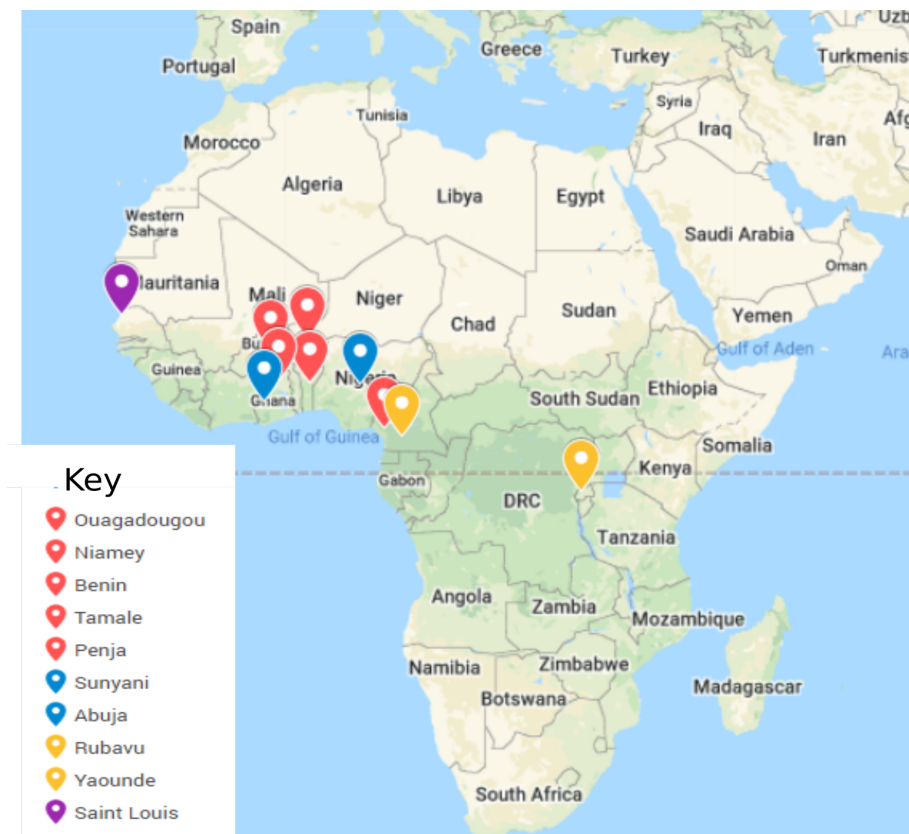 Uzb
Spain
Greece
Turkey
Turkmenis
Portugal
Syria
Tunisia
Afg
Iraq
Iran
Morocco
Algeria
Libya
Egypt
Western
Sahara
Saudi Arabia
Oman
lauritania
Mali
Niger
Sudan
Chad
Yemen
Bu
Gulf of Aden
Ara
Guinea
Nigeria
Ethiopia
South Sudan
Ghana
Gulf of Guinea
Somalia
Kenya
Gabon
DRC
Tanzania
Angola
Zambia
Mozambique
Namibia
Zimbabwe
Botswana
Madagascar
South Africa
Key
Ouagadougou
Niamey
Benin
Tamale
Penja
Sunyani
Abuja
Rubavu
Yaounde
Saint Louis